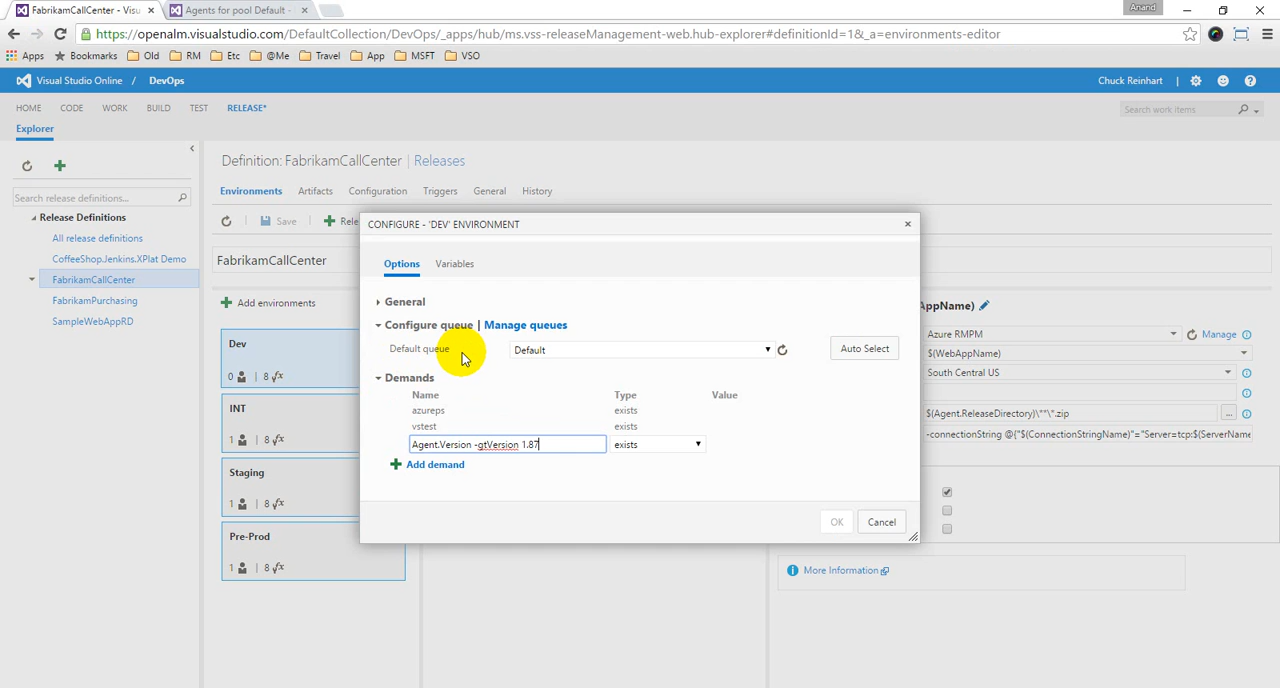 FabrikamCallCenter - Visu
Agents for pool Default -
Anand
https://openalm.visualstudio.com/DefaultCollection/DevOps/_apps/hub/ms.vss-releaseManagement-web.hub-explorer#definitionId=1&_a=environments-editor
Apps Bookmarks Old RM Etc @Me Travel App MSFT VSO
Visual Studio Online / DevOps
Chuck Reinhart |
HOME CODE WORK BUILD TEST RELEASE*
Search work items
Explorer
Search release definitions...
Release Definitions
All release definitions
CoffeeShop.Jenkins.XPlat Demo
FabrikamCallCenter
FabrikamPurchasing
SampleWebAppRD
Definition: FabrikamCallCenter | Releases
Environments Artifacts Configuration Triggers General History
Save
Rele
FabrikamCallCenter
Add environments
Dev
0 | 8
INT
1 | 8
Staging
1 | 8
Pre-Prod
1 | 8
CONFIGURE - 'DEV' ENVIRONMENT
Options Variables
General
Configure queue | Manage queues
Default queue
Default
Auto Select
Demands
Name Type Value
azureps exists
vstest exists
Agent.Version -gtVersion 1.87 exists
Add demand
OK Cancel
AppName)
Azure RMPM
Manage
$(WebAppName)
South Central US
$(Agent.ReleaseDirectory)\**\*.zip
...
-connectionString @{"$(ConnectionStringName)"="Server=tcp:$(ServerName
More Information